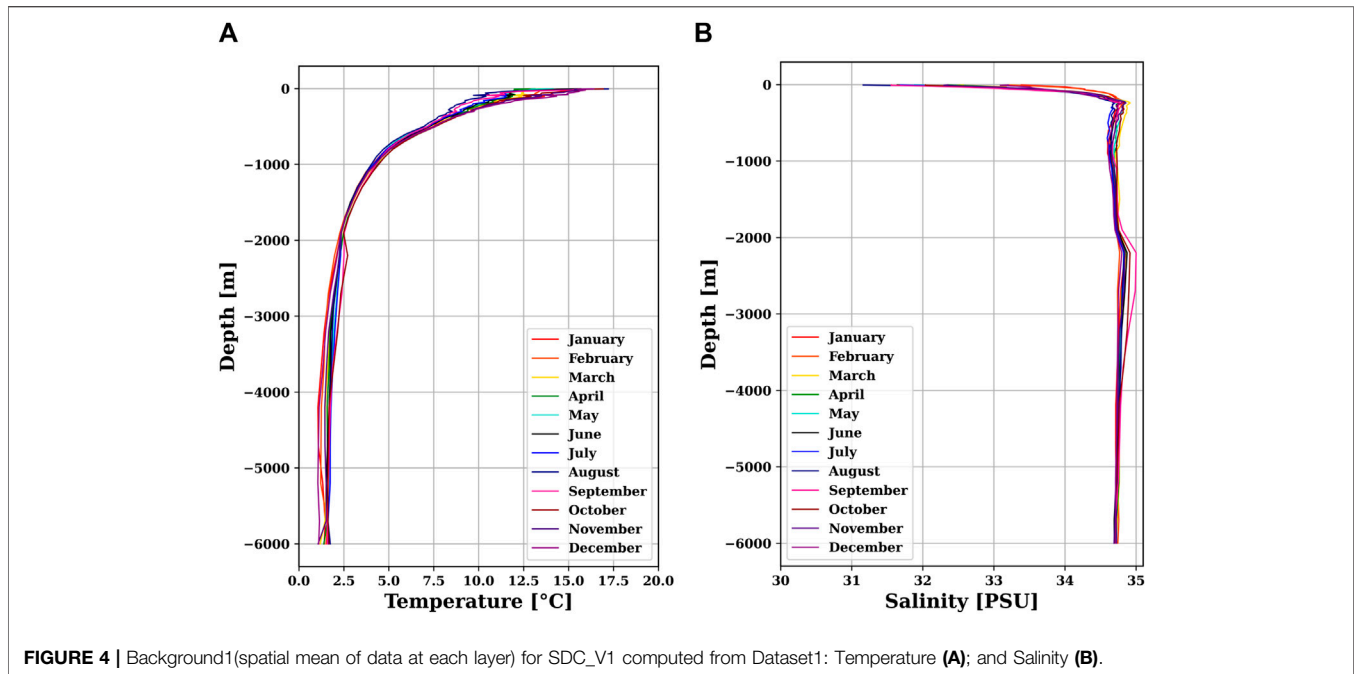 A
0
−1000
−2000
−3000
−4000
−5000
−6000
Depth [m]
0.0 2.5 5.0 7.5 10.0 12.5 15.0 17.5 20.0
Temperature [°C]
January
February
March
April
May
June
July
August
September
October
November
December
B
0
−1000
−2000
−3000
−4000
−5000
−6000
Depth [m]
30 31 32 33 34 35
Salinity [PSU]
January
February
March
April
May
June
July
August
September
October
November
December
FIGURE 4 | Background1(spatial mean of data at each layer) for SDC_V1 computed from Dataset1: Temperature (A); and Salinity (B).